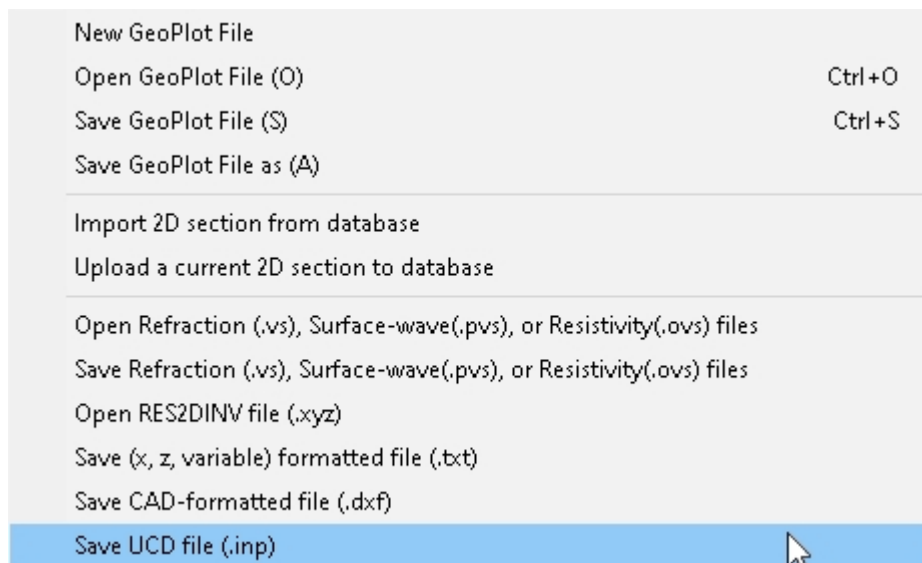 New GeoPlot File
Open GeoPlot File (O) Ctrl+O
Save GeoPlot File (S) Ctrl+S
Save GeoPlot File as (A)
Import 2D section from database
Upload a current 2D section to database
Open Refraction (.vs), Surface-wave(.pvs), or Resistivity(.ovs) files
Save Refraction (.vs), Surface-wave(.pvs), or Resistivity(.ovs) files
Open RES2DINV file (.xyz)
Save (x, z, variable) formatted file (.txt)
Save CAD-formatted file (.dxf)
Save UCD file (.inp)